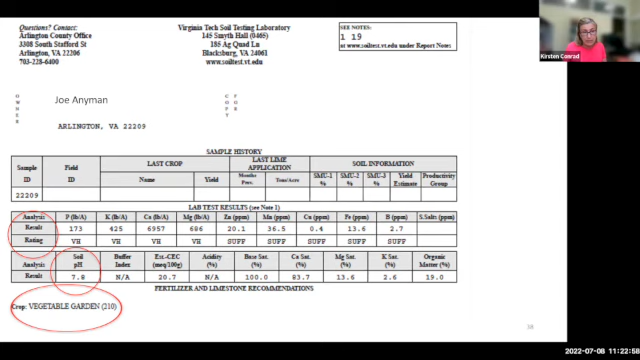 Questions? Contact:
Arlington County Office
3308 South Stafford St
Arlington, VA 22206
703-228-6400
Virginia Tech Soil Testing Laboratory
145 Smyth Hall (0465)
185 Ag Quad Ln
Blacksburg, VA 24061
www.soiltest.vt.edu
SEE NOTES:
1 19
or www.soiltest.vt.edu under Report Notes
Kirsten Conrad
OWNER
Joe Anyman
COPY FOR
ARLINGTON, VA 22209
SAMPLE HISTORY
Sample ID Field ID LAST CROP LAST LIME APPLICATION SOIL INFORMATION
Name Yield Months Prev. Tons/Acre SMU-1 % SMU-2 % SMU-3 % Yield Estimate Productivity Group
22209
LAB TEST RESULTS (see Note 1)
Analysis P (lb/A) K (lb/A) Ca (lb/A) Mg (lb/A) Zn (ppm) Mn (ppm) Cu (ppm) Fe (ppm) B (ppm) S.Salts (ppm)
Result 173 425 6957 686 20.1 36.5 0.4 13.6 2.7
Rating VH VH VH VH SUFF SUFF SUFF SUFF SUFF
Analysis Soil pH Buffer Index Est.-CEC (meq/100g) Acidity (%) Base Sat. (%) Ca Sat. (%) Mg Sat. (%) K Sat. (%) Organic Matter (%)
Result 7.8 N/A 20.7 N/A 100.0 83.7 13.6 2.6 19.0
FERTILIZER AND LIMESTONE RECOMMENDATIONS
Crop: VEGETABLE GARDEN (210)
38
2022-07-08 11:22:58